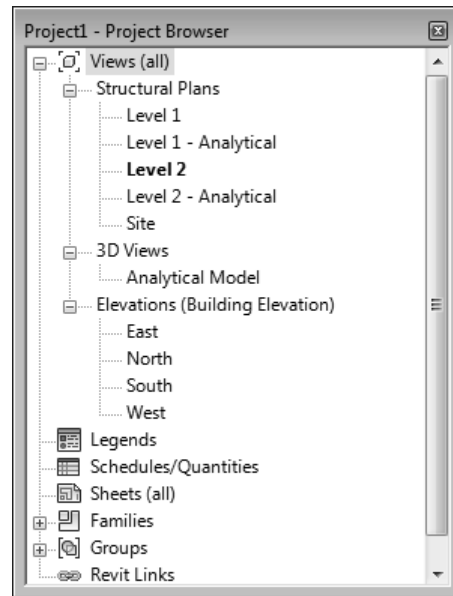 Project1 - Project Browser
Views (all)
Structural Plans
Level 1
Level 1 - Analytical
Level 2
Level 2 - Analytical
Site
3D Views
Analytical Model
Elevations (Building Elevation)
East
North
South
West
Legends
Schedules/Quantities
Sheets (all)
Families
Groups
Revit Links